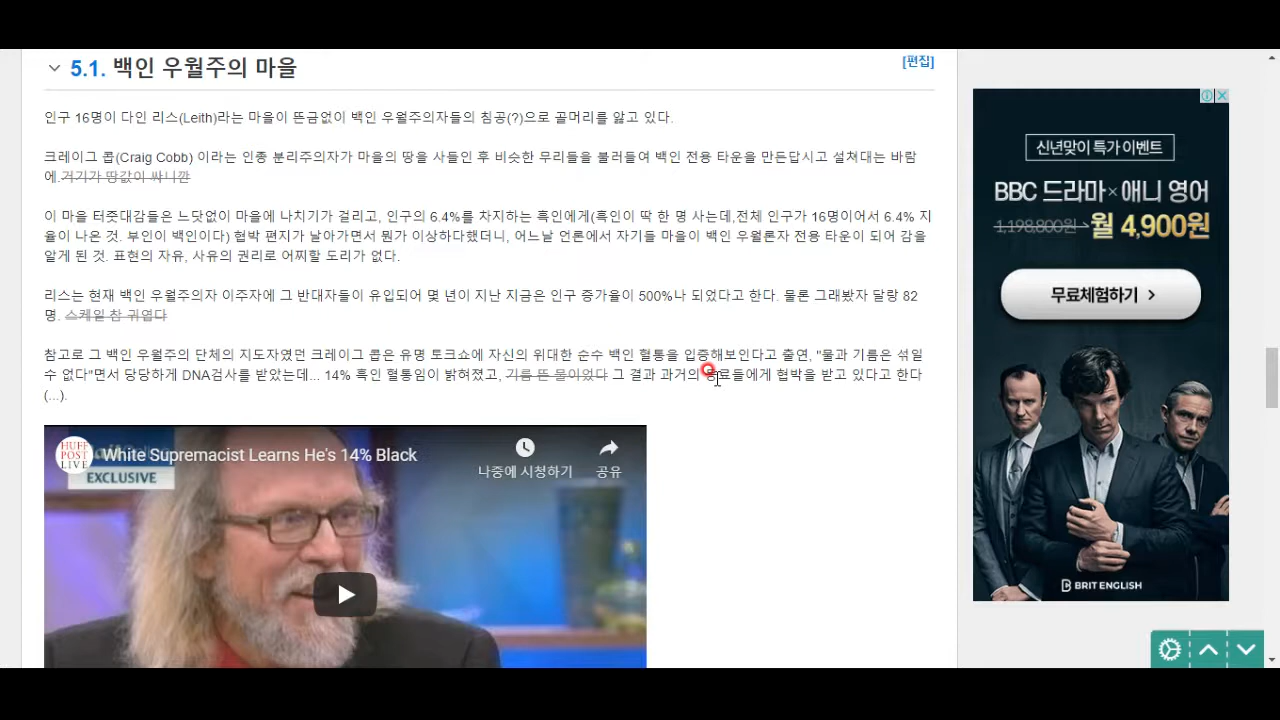 5.1. 백인 우월주의 마을
[편집]
인구 16명이 다인 리스(Leith)라는 마을이 뜬금없이 백인 우월주의자들의 침공(?)으로 골머리를 앓고 있다.
크레이그 콥(Craig Cobb) 이라는 인종 분리주의자가 마을의 땅을 사들인 후 비슷한 무리들을 불러들여 백인 전용 타운을 만든답시고 설쳐대는 바람
에.거기가 땅값이 싸니깐
이 마을 터줏대감들은 느닷없이 마을에 나치기가 걸리고, 인구의 6.4%를 차지하는 흑인에게(흑인이 딱 한 명 사는데,전체 인구가 16명이어서 6.4% 지
율이 나온 것. 부인이 백인이다) 협박 편지가 날아가면서 뭔가 이상하다했더니, 어느날 언론에서 자기들 마을이 백인 우월론자 전용 타운이 되어 감을
알게 된 것. 표현의 자유, 사유의 권리로 어찌할 도리가 없다.
리스는 현재 백인 우월주의자 이주자에 그 반대자들이 유입되어 몇 년이 지난 지금은 인구 증가율이 500%나 되었다고 한다. 물론 그래봤자 달랑 82
명. 스케일 참 귀엽다
참고로 그 백인 우월주의 단체의 지도자였던 크레이그 콥은 유명 토크쇼에 자신의 위대한 순수 백인 혈통을 입증해보인다고 출연, "물과 기름은 섞일
수 없다"면서 당당하게 DNA검사를 받았는데... 14% 흑인 혈통임이 밝혀졌고, 기름 뜬 물이었다 그 결과 과거의 동료들에게 협박을 받고 있다고 한다
(...).
HUFF POST LIVE
White Supremacist Learns He's 14% Black
EXCLUSIVE
나중에 시청하기
공유
신년맞이 특가이벤트
BBC 드라마×애니 영어
1,198,800원→월 4,900원
무료체험하기 >
BRIT ENGLISH